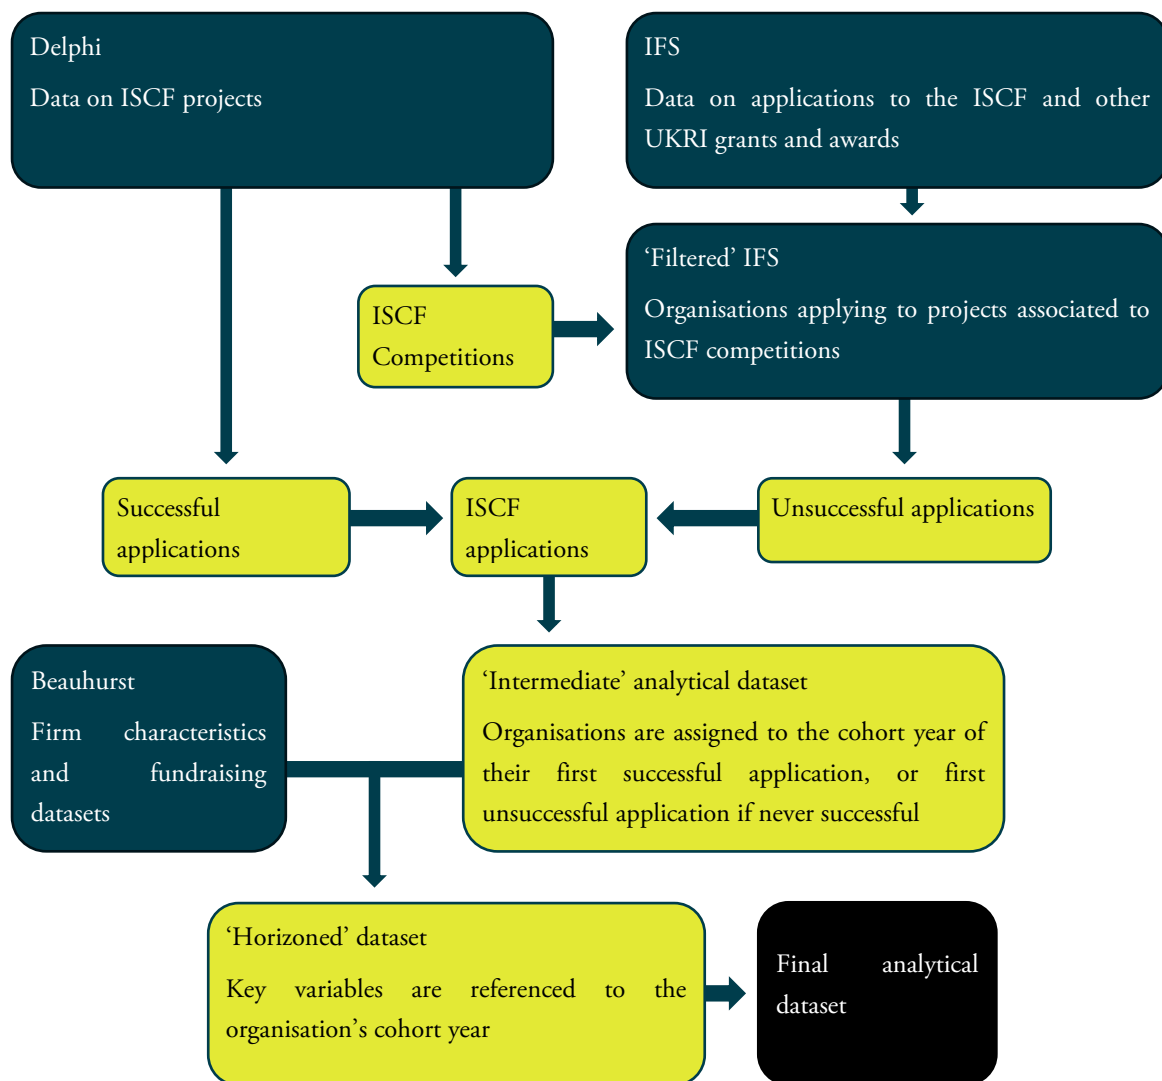 Delphi
Data on ISCF projects
IFS
Data on applications to the ISCF and other
UKRI grants and awards
‘Filtered’ IFS
Organisations applying to projects associated to
ISCF competitions
ISCF
Competitions
Successful
applications
ISCF
applications
Unsuccessful applications
Beauhurst
Firm characteristics
and fundraising
datasets
‘Intermediate’ analytical dataset
Organisations are assigned to the cohort year of
their first successful application, or first
unsuccessful application if never successful
‘Horizoned’ dataset
Key variables are referenced to the
organisation’s cohort year
Final analytical
dataset